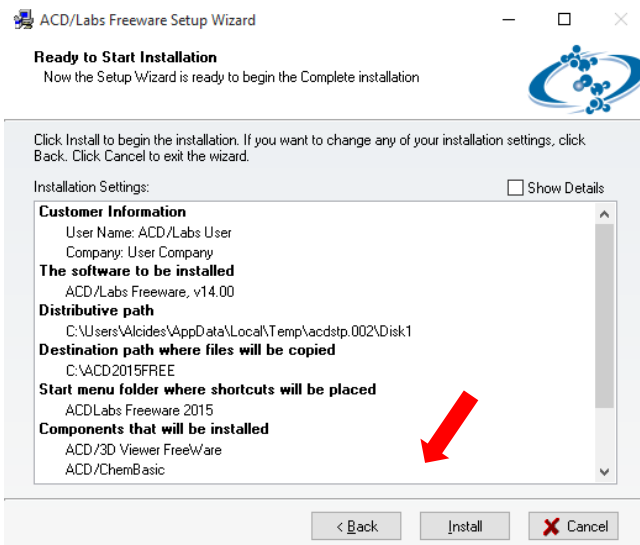 ACD/Labs Freeware Setup Wizard
Ready to Start Installation
Now the Setup Wizard is ready to begin the Complete installation
Click Install to begin the installation. If you want to change any of your installation settings, click
Back. Click Cancel to exit the wizard.
Installation Settings:
Show Details
Customer Information
User Name: ACD/Labs User
Company: User Company
The software to be installed
ACD/Labs Freeware, v14.00
Distributive path
C:\Users\Alcides\AppData\Local\Temp\acdstp.002\Disk1
Destination path where files will be copied
C:\ACD2015FREE
Start menu folder where shortcuts will be placed
ACDLabs Freeware 2015
Components that will be installed
ACD/3D Viewer FreeWare
ACD/ChemBasic
< Back
Install
Cancel